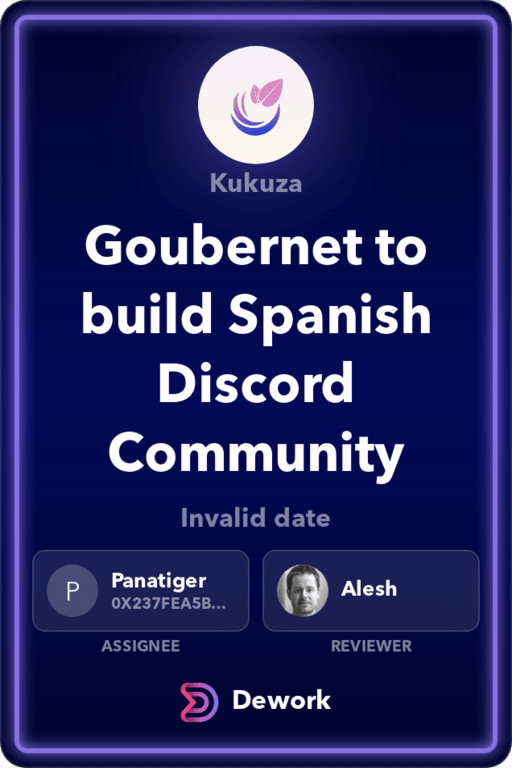 Kukuza
Goubernet to
build Spanish
Discord
Community
Invalid date
P
Panatiger
0X237FEA5B...
Alesh
ASSIGNEE
REVIEWER
Dework